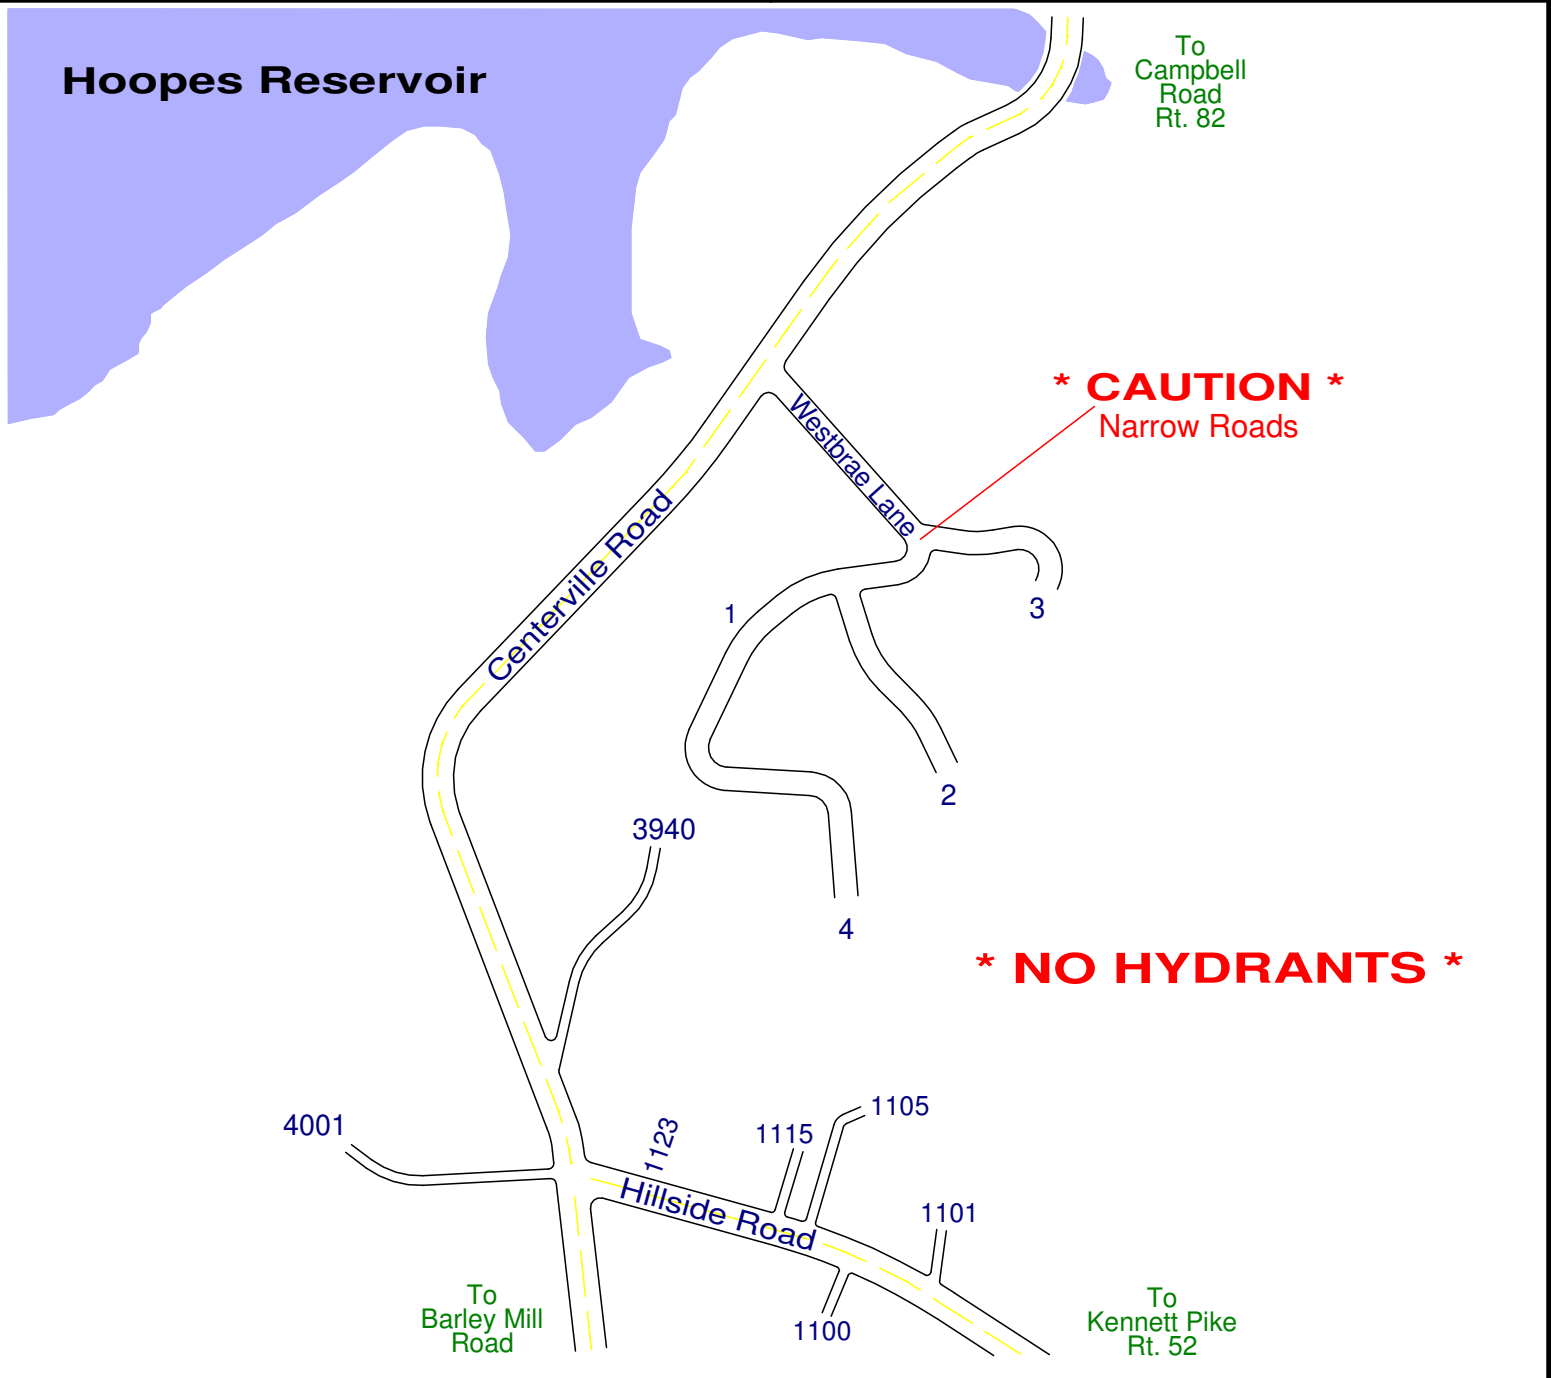 Hoopes Reservoir
To
Campbell
Road
Rt. 82
* CAUTION *
Narrow Roads
Westbrae Lane
Centerville Road
1
3
2
3940
4
* NO HYDRANTS *
4001
1123
1115
1105
Hillside Road
1101
To
Barley Mill
Road
1100
To
Kennett Pike
Rt. 52